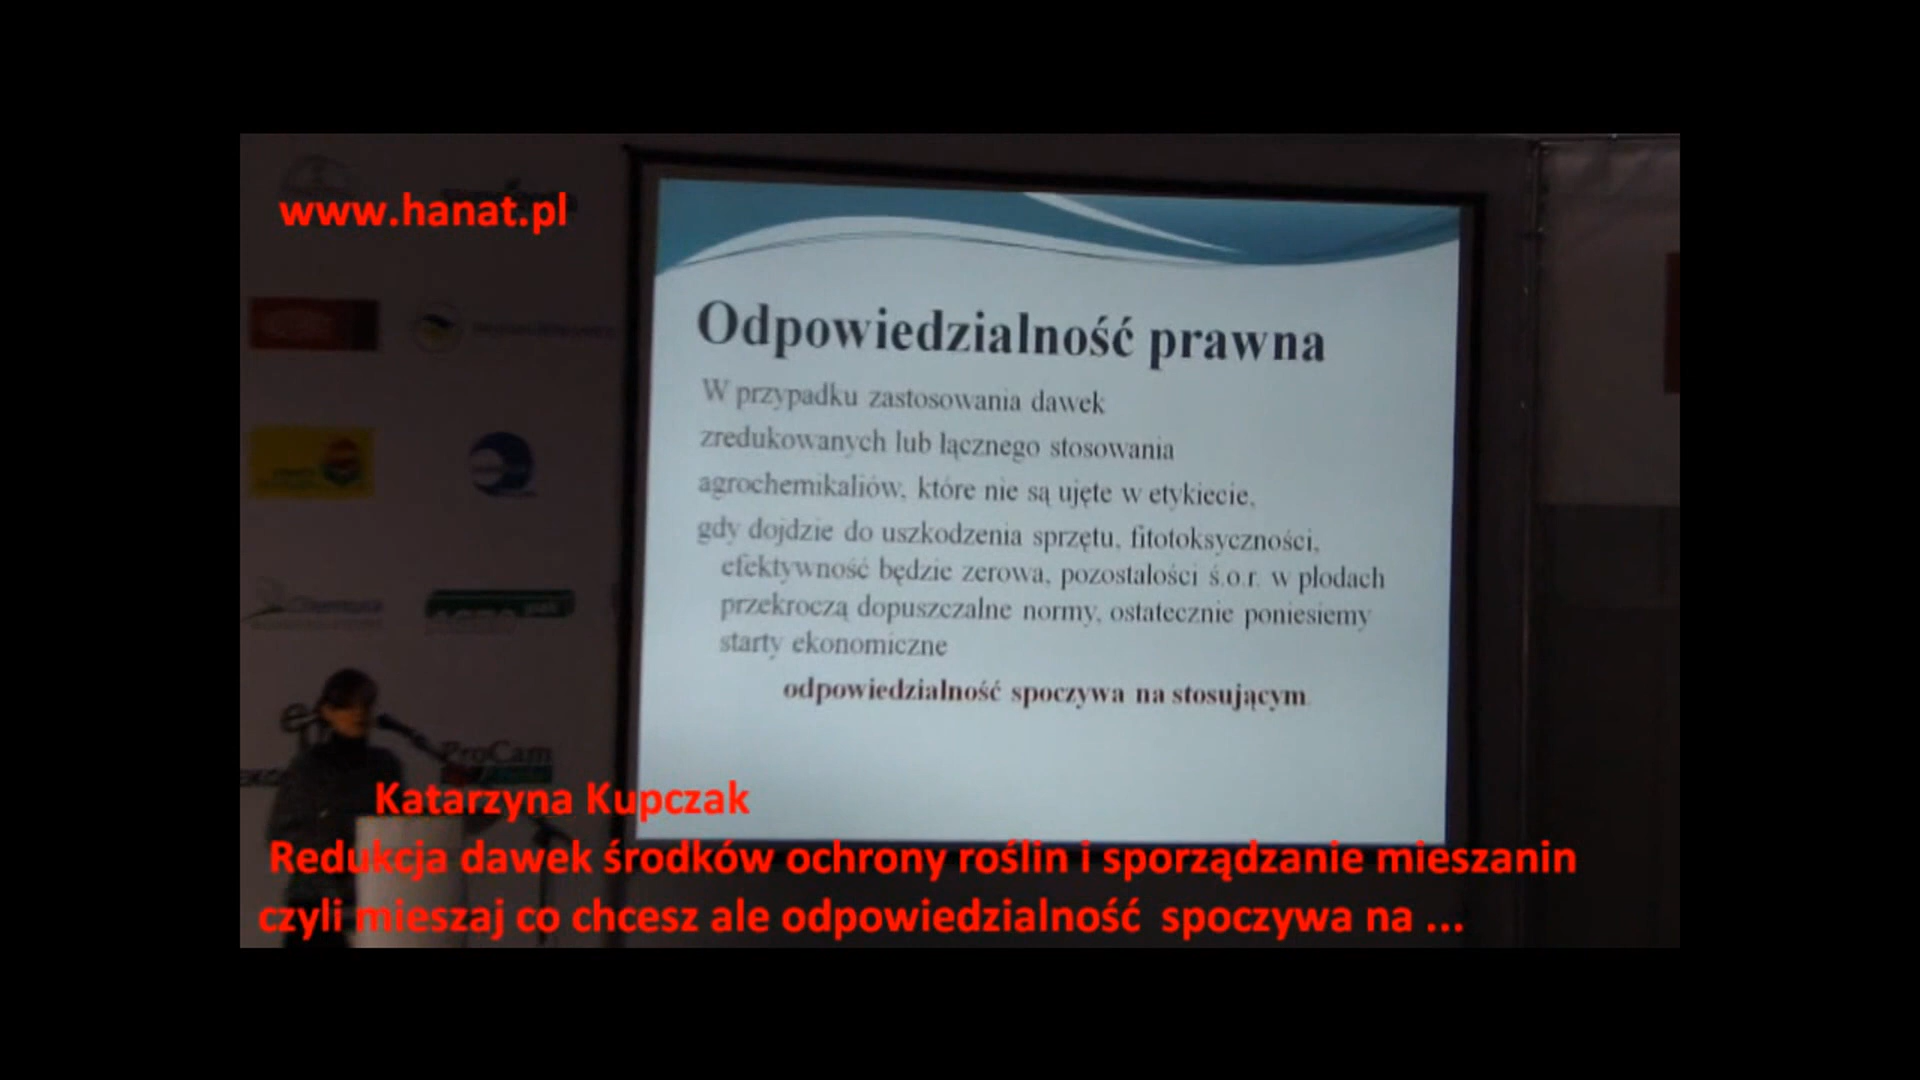 www.hanat.pl
Odpowiedzialność prawna
W przypadku zastosowania dawek
zredukowanych lub łącznego stosowania
agrochemikaliów, które nie są ujęte w etykiecie,
gdy dojdzie do uszkodzenia sprzętu, fitotoksyczności,
efektywność będzie zerowa, pozostałości ś.o.r. w płodach
przekroczą dopuszczalne normy, ostatecznie poniesiemy
starty ekonomiczne
odpowiedzialność spoczywa na stosującym
ProCam
Katarzyna Kupczak
Redukcja dawek środków ochrony roślin i sporządzanie mieszanin
czyli mieszaj co chcesz ale odpowiedzialność spoczywa na ...